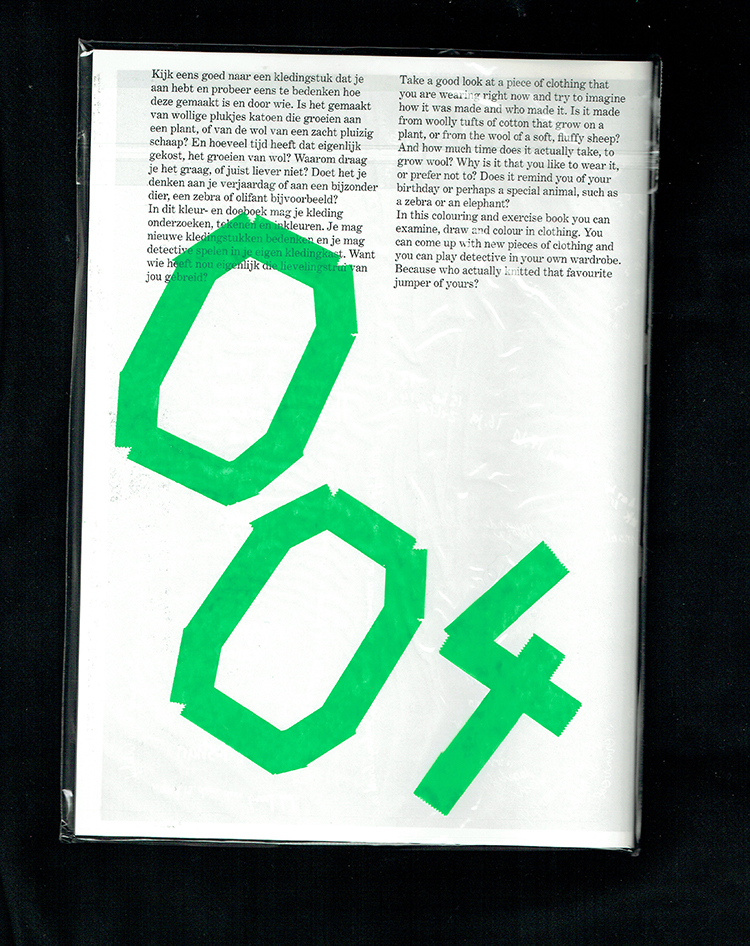 Kijk eens goed naar een kledingstuk dat je
aan hebt en probeer eens te bedenken hoe
deze gemaakt is en door wie. Is het gemaakt
van wollige plukjes katoen die groeien aan
een plant, of van de wol van een zacht pluizig
schaap? En hoeveel tijd heeft dat eigenlijk
gekost, het groeien van wol? Waarom draag
je het graag, of juist liever niet? Doet het je
denken aan je verjaardag of aan een bijzonder
dier, een zebra of olifant bijvoorbeeld?
In dit kleur- en doeboek mag je kleding
onderzoeken, tekenen en inkleuren. Je mag
nieuwe kledingstukken bedenken en je mag
detective spelen in je eigen kledingkast. Want
wie heeft nou eigenlijk die lievelingstrui van
jou gebreid?
Take a good look at a piece of clothing that
you are wearing right now and try to imagine
how it was made and who made it. Is it made
from woolly tufts of cotton that grow on a
plant, or from the wool of a soft, fluffy sheep?
And how much time does it actually take, to
grow wool? Why is it that you like to wear it,
or prefer not to? Does it remind you of your
birthday or perhaps a special animal, such as
a zebra or an elephant?
In this colouring and exercise book you can
examine, draw and colour in clothing. You
can come up with new pieces of clothing and
you can play detective in your own wardrobe.
Because who actually knitted that favourite
jumper of yours?
0
04